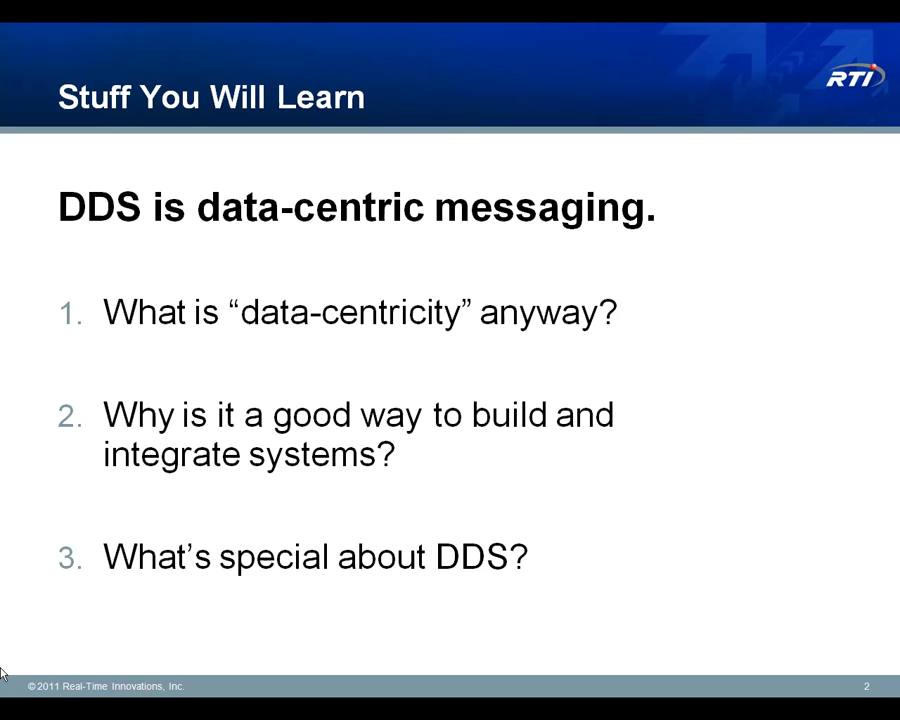 Stuff You Will Learn
RTI
DDS is data-centric messaging.
1. What is “data-centricity” anyway?
2. Why is it a good way to build and
integrate systems?
3. What’s special about DDS?
© 2011 Real-Time Innovations, Inc.
2